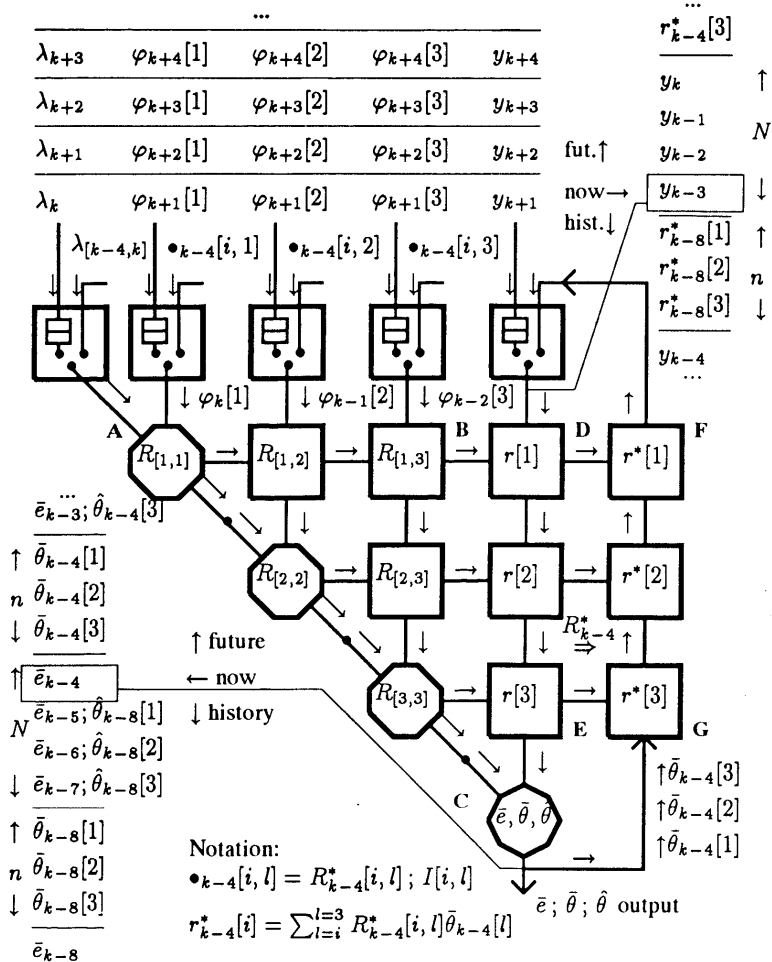 ...
λ_{k+3} φ_{k+4}[1] φ_{k+4}[2] φ_{k+4}[3] y_{k+4}
λ_{k+2} φ_{k+3}[1] φ_{k+3}[2] φ_{k+3}[3] y_{k+3}
λ_{k+1} φ_{k+2}[1] φ_{k+2}[2] φ_{k+2}[3] y_{k+2}
λ_k φ_{k+1}[1] φ_{k+1}[2] φ_{k+1}[3] y_{k+1}
fut.↑
now→
hist.↓
...
r*_{k-4}[3]
y_k ↑
y_{k-1}
N
y_{k-2}
y_{k-3} ↓
r*_{k-8}[1] ↑
r*_{k-8}[2] n
r*_{k-8}[3] ↓
y_{k-4}
...
λ_{[k-4,k]} •_{k-4}[i, 1] •_{k-4}[i, 2] •_{k-4}[i, 3]
↓ ↓ ↓ ↓ ↓ ↓ ↓ ↓ ↓ ↓
↓ φ_k[1] ↓ φ_{k-1}[2] ↓ φ_{k-2}[3] ↓ ↑
A B D F
R_{[1,1]} → R_{[1,2]} → R_{[1,3]} → r[1] → r*[1]
↓ ↓ ↓ ↑
R_{[2,2]} → R_{[2,3]} → r[2] → r*[2]
R*_{k-4}
↓ ↓ ⇒ ↑
R_{[3,3]} → r[3] → r*[3]
E G
↓
C
ē, θ̄, θ̂
...
ē_{k-3}; θ̂_{k-4}[3]
↑ θ̄_{k-4}[1]
n θ̄_{k-4}[2]
↓ θ̄_{k-4}[3]
↑ ē_{k-4}
ē_{k-5}; θ̂_{k-8}[1]
N
ē_{k-6}; θ̂_{k-8}[2]
↓ ē_{k-7}; θ̂_{k-8}[3]
↑ θ̄_{k-8}[1]
n θ̄_{k-8}[2]
↓ θ̄_{k-8}[3]
ē_{k-8}
↑ future
← now
↓ history
↑θ̄_{k-4}[3]
↑θ̄_{k-4}[2]
↑θ̄_{k-4}[1]
→
ē ; θ̄ ; θ̂ output
Notation:
•_{k-4}[i, l] = R*_{k-4}[i, l] ; I[i, l]
r*_{k-4}[i] = ∑_{l=i}^{l=3} R*_{k-4}[i, l]θ̄_{k-4}[l]